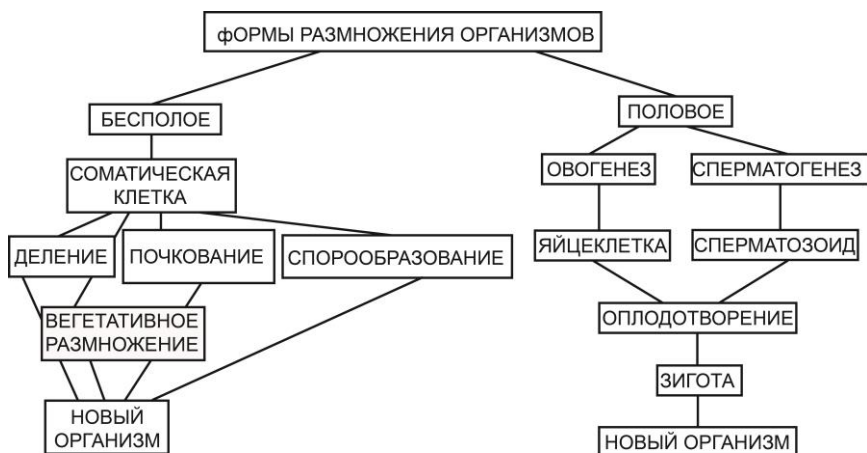 фОРМЫ РАЗМНОЖЕНИЯ ОРГАНИЗМОВ
БЕСПОЛОЕ
ПОЛОВОЕ
СОМАТИЧЕСКАЯ
КЛЕТКА
ОВОГЕНЕЗ
СПЕРМАТОГЕНЕЗ
ДЕЛЕНИЕ
ПОЧКОВАНИЕ
СПОРООБРАЗОВАНИЕ
ЯЙЦЕКЛЕТКА
СПЕРМАТОЗОИД
ВЕГЕТАТИВНОЕ
РАЗМНОЖЕНИЕ
ОПЛОДОТВОРЕНИЕ
ЗИГОТА
НОВЫЙ
ОРГАНИЗМ
НОВЫЙ ОРГАНИЗМ